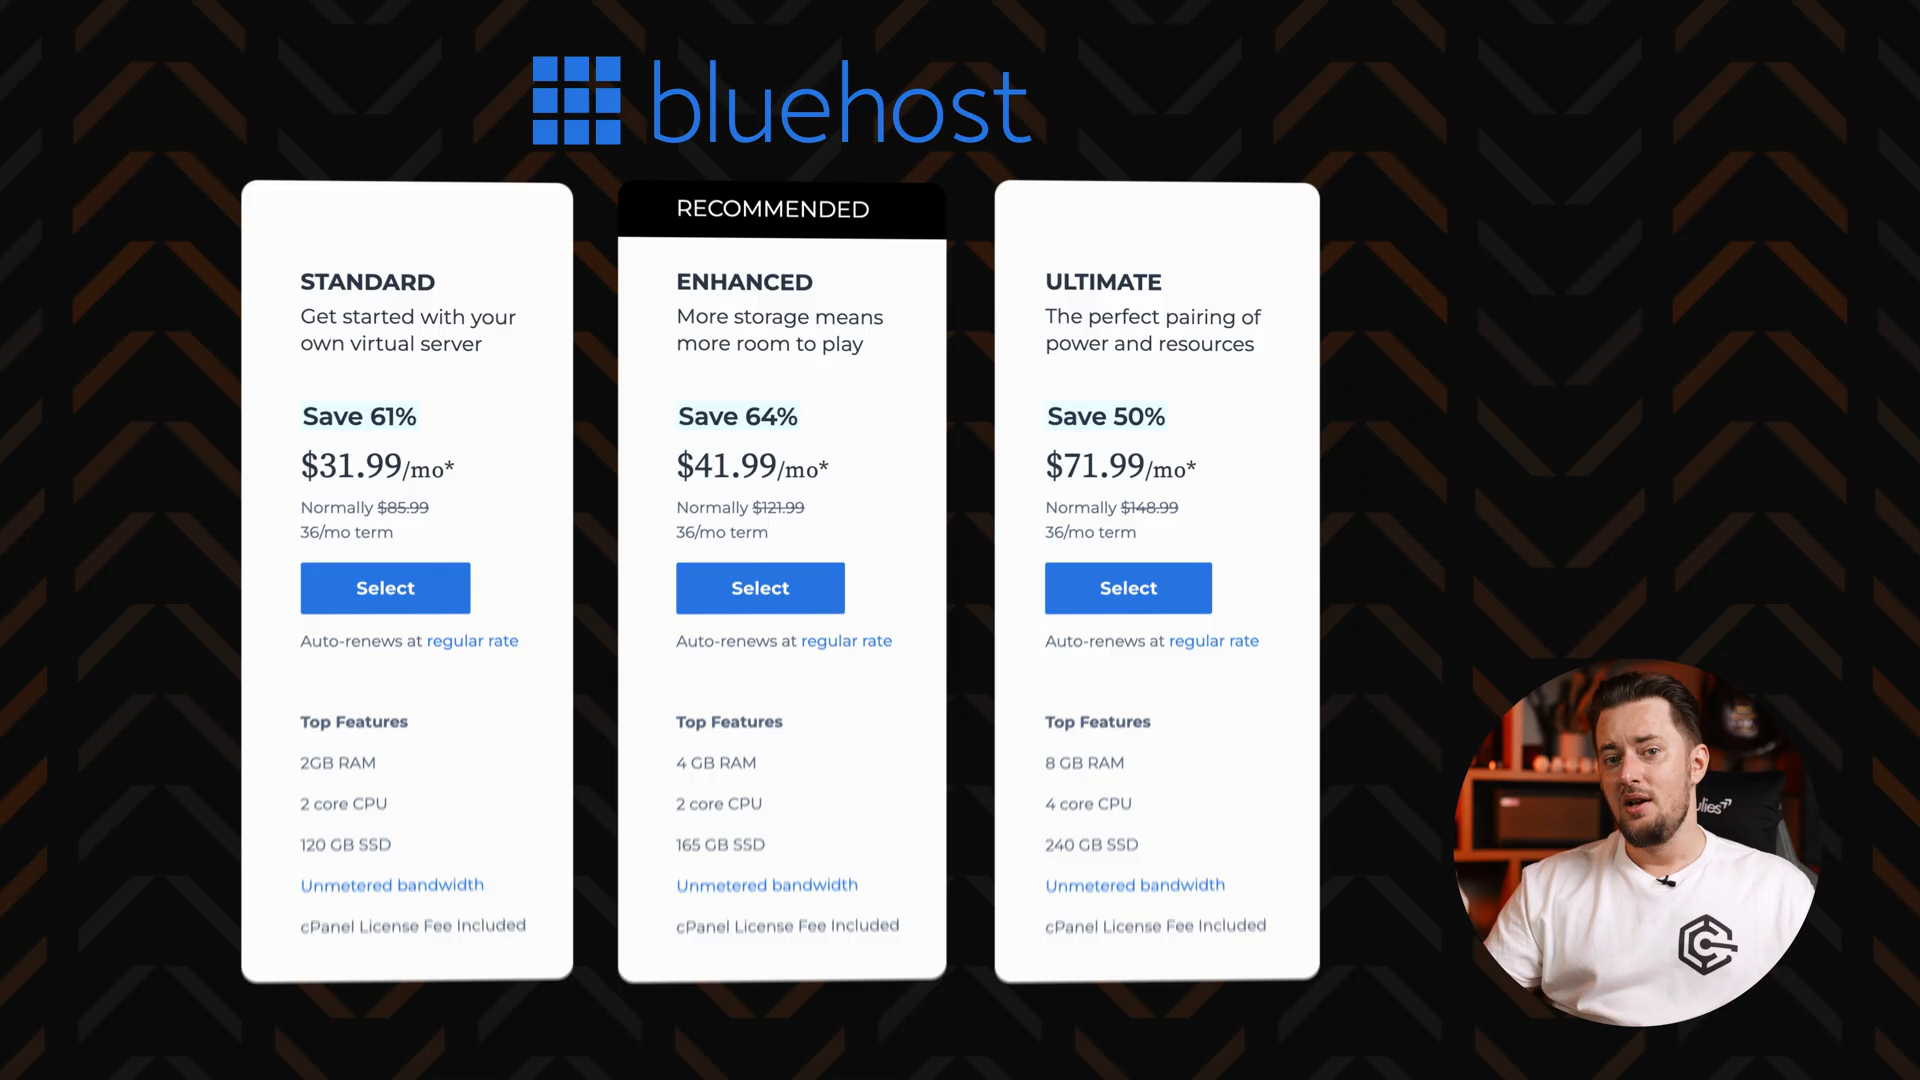 bluehost
STANDARD
Get started with your
own virtual server
Save 61%
$31.99/mo*
Normally $85.99
36/mo term
Select
Auto-renews at regular rate
Top Features
2GB RAM
2 core CPU
120 GB SSD
Unmetered bandwidth
cPanel License Fee Included
RECOMMENDED
ENHANCED
More storage means
more room to play
Save 64%
$41.99/mo*
Normally $121.99
36/mo term
Select
Auto-renews at regular rate
Top Features
4 GB RAM
2 core CPU
165 GB SSD
Unmetered bandwidth
cPanel License Fee Included
ULTIMATE
The perfect pairing of
power and resources
Save 50%
$71.99/mo*
Normally $148.99
36/mo term
Select
Auto-renews at regular rate
Top Features
8 GB RAM
4 core CPU
240 GB SSD
Unmetered bandwidth
cPanel License Fee Included